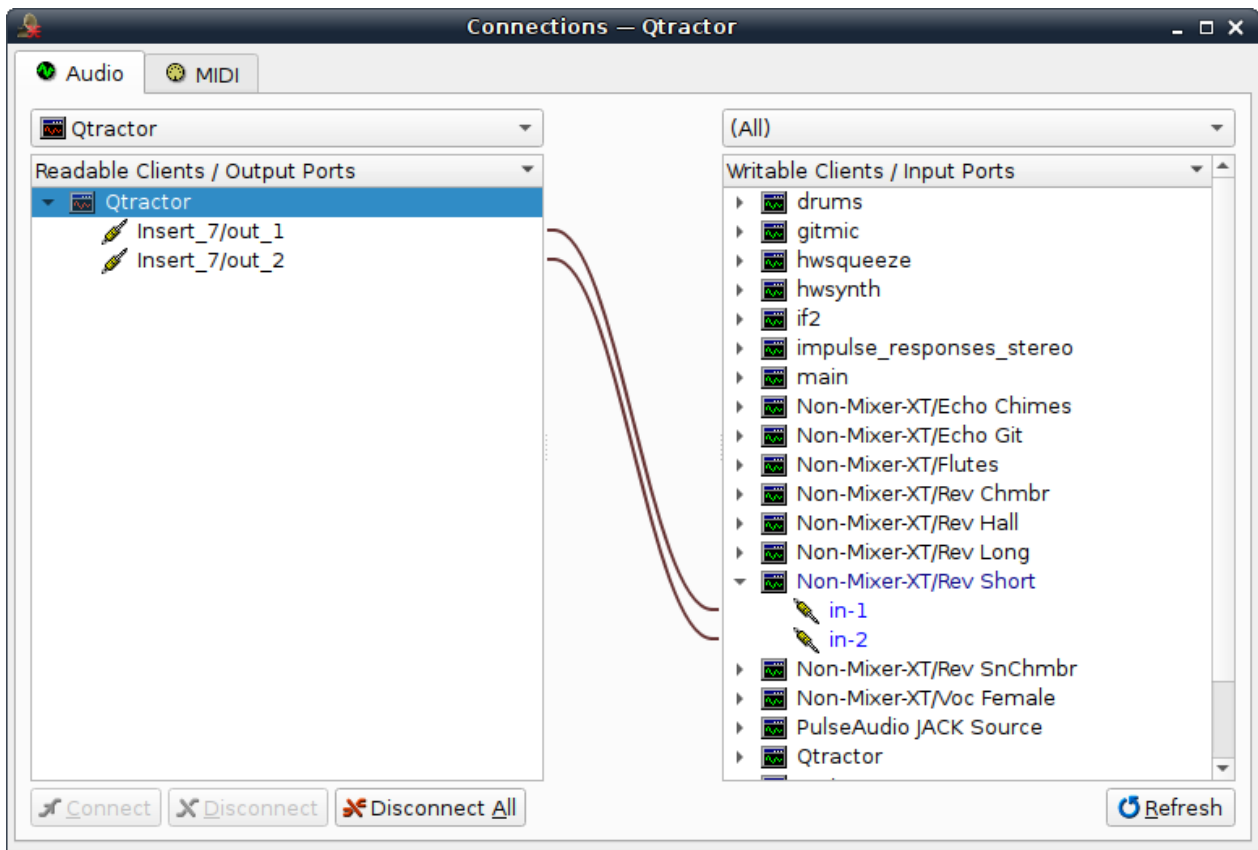 Connections — Qtractor
Audio
MIDI
Qtractor
(All)
Readable Clients / Output Ports
Writable Clients / Input Ports
Qtractor
Insert_7/out_1
Insert_7/out_2
drums
gitmic
hwsqueeze
hwsynth
if2
impulse_responses_stereo
main
Non-Mixer-XT/Echo Chimes
Non-Mixer-XT/Echo Git
Non-Mixer-XT/Flutes
Non-Mixer-XT/Rev Chmbr
Non-Mixer-XT/Rev Hall
Non-Mixer-XT/Rev Long
Non-Mixer-XT/Rev Short
in-1
in-2
Non-Mixer-XT/Rev SnChmbr
Non-Mixer-XT/Voc Female
PulseAudio JACK Source
Qtractor
Connect
Disconnect
Disconnect All
Refresh